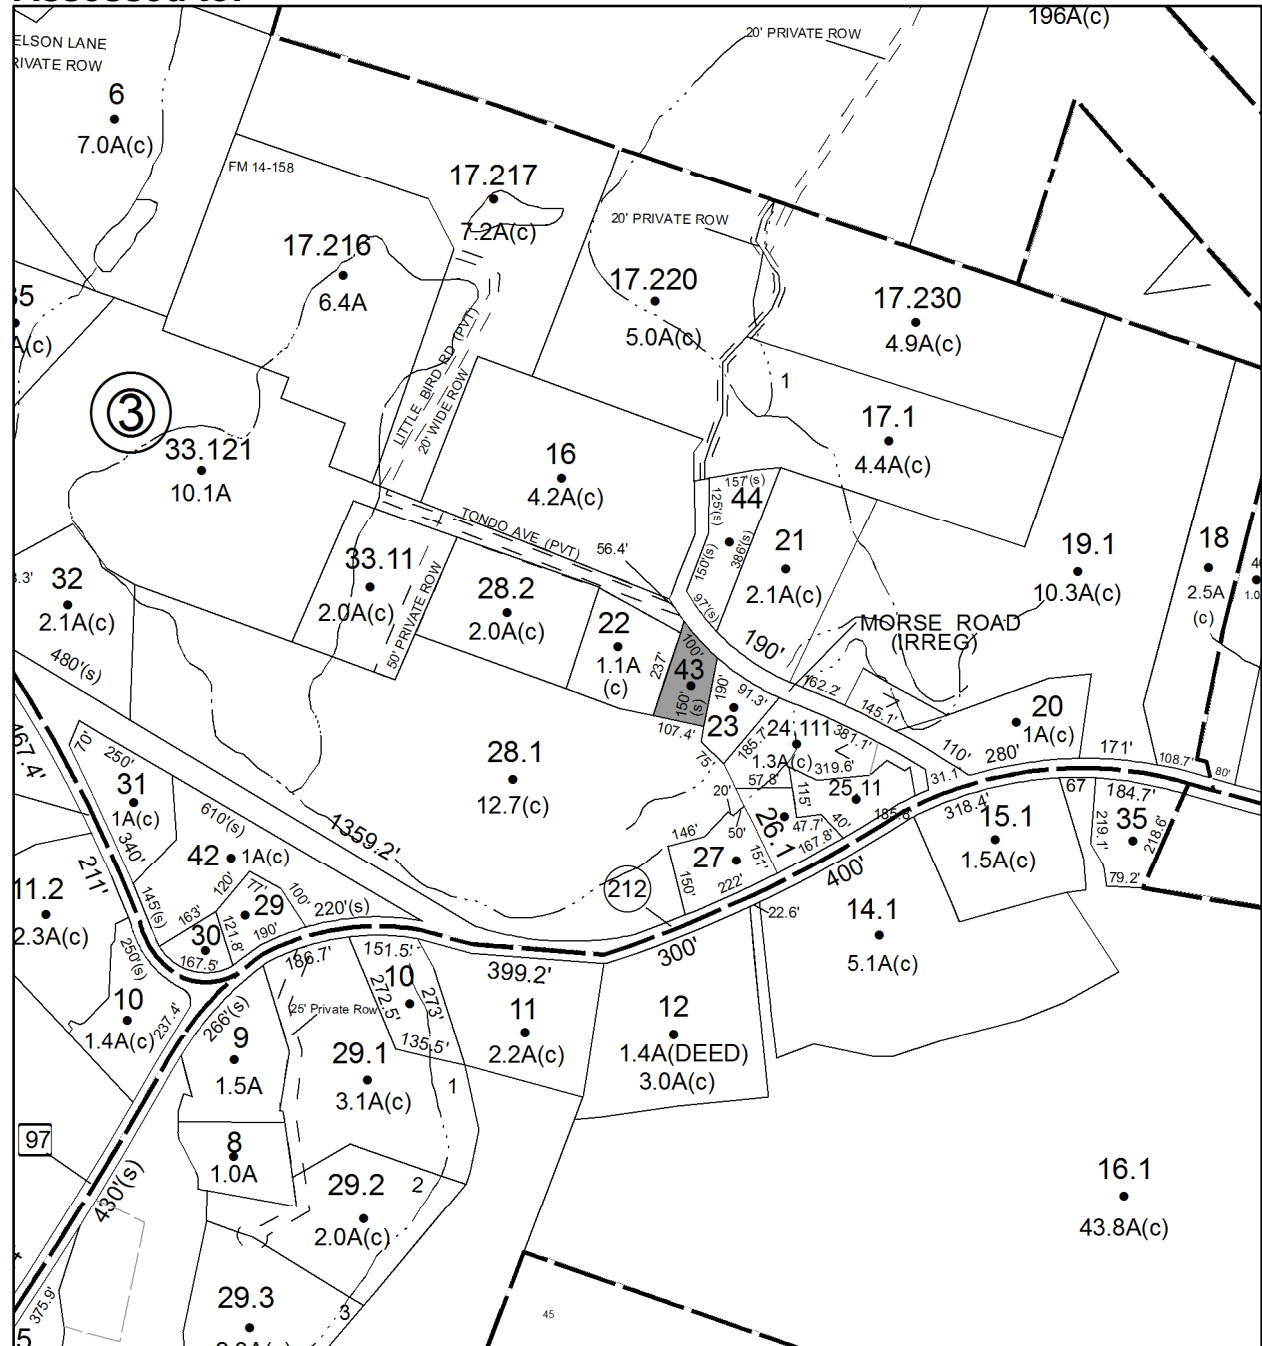 196A(c)
20' PRIVATE ROW
ELSON LANE
RIVATE ROW
6
7.0A(c)
FM 14-158
17.217
7.2A(c)
20' PRIVATE ROW
17.216
6.4A
17.220
5.0A(c)
17.230
4.9A(c)
35
A(c)
LITTLE BIRD RD (PVT)
20' WIDE ROW
1
3
17.1
4.4A(c)
33.121
10.1A
16
4.2A(c)
157'(s)
44
125'(s)
150'(s)
386'(s)
97'(s)
TONDO AVE (PVT)
56.4'
21
2.1A(c)
19.1
10.3A(c)
18
2.5A
(c)
1.0
3.3'
32
2.1A(c)
480'(s)
33.11
2.0A(c)
50' PRIVATE ROW
28.2
2.0A(c)
22
1.1A
(c)
237'
100'
43
150'
(s)
190'
MORSE ROAD
(IRREG)
190'
91.3'
162.2'
145.1'
23
107.4'
185.7'
75'
24.111
1.3A(c)
381.1'
319.6'
57.8'
20'
115'
20
1A(c)
110'
280'
171'
108.7'
80'
467.4'
70'
250'
31
1A(c)
340'
610'(s)
1359.2'
28.1
12.7(c)
31.1'
25.11
185.8'
318.4'
67
184.7'
35
219.1'
218.6'
79.2'
15.1
1.5A(c)
26.1
47.7'
40'
167.8'
50'
146'
27
157'
150'
222'
212
400'
211'
42
1A(c)
11.2
2.3A(c)
145'(s)
163'
120'
77'
100'
29
121.8'
190'
220'(s)
30
167.5'
250'(s)
186.7'
151.5'
10
272.5'
273'
135.5'
399.2'
300'
22.6'
14.1
5.1A(c)
10
1.4A(c)
237.4'
266'(s)
25' Private Row
9
1.5A
29.1
3.1A(c)
1
11
2.2A(c)
12
1.4A(DEED)
3.0A(c)
97
430'(s)
8
1.0A
29.2
2.0A(c)
2
16.1
43.8A(c)
375.9'
5
29.3
3
45